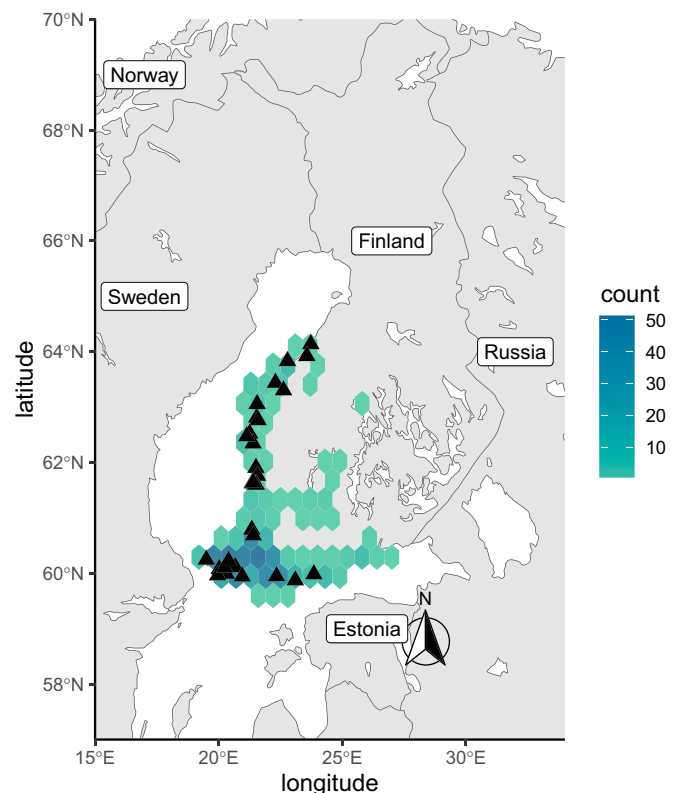 70°N
Norway
68°N
66°N
Finland
Sweden
count
50
40
30
20
10
64°N
Russia
latitude
62°N
60°N
N
Estonia
58°N
15°E
20°E
25°E
30°E
longitude